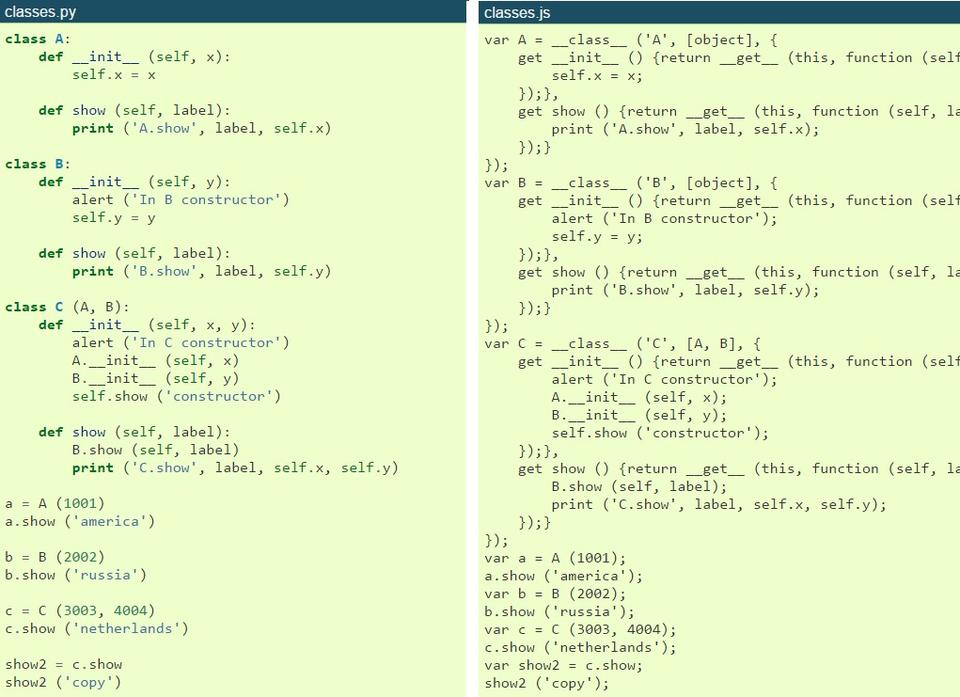 classes.py
class A:
    def __init__ (self, x):
        self.x = x

    def show (self, label):
        print ('A.show', label, self.x)

class B:
    def __init__ (self, y):
        alert ('In B constructor')
        self.y = y

    def show (self, label):
        print ('B.show', label, self.y)

class C (A, B):
    def __init__ (self, x, y):
        alert ('In C constructor')
        A.__init__ (self, x)
        B.__init__ (self, y)
        self.show ('constructor')

    def show (self, label):
        B.show (self, label)
        print ('C.show', label, self.x, self.y)

a = A (1001)
a.show ('america')

b = B (2002)
b.show ('russia')

c = C (3003, 4004)
c.show ('netherlands')

show2 = c.show
show2 ('copy')

classes.js
var A = __class__ ('A', [object], {
    get __init__ () {return __get__ (this, function (self
        self.x = x;
    });},
    get show () {return __get__ (this, function (self, la
        print ('A.show', label, self.x);
    });}
});
var B = __class__ ('B', [object], {
    get __init__ () {return __get__ (this, function (self
        alert ('In B constructor');
        self.y = y;
    });},
    get show () {return __get__ (this, function (self, la
        print ('B.show', label, self.y);
    });}
});
var C = __class__ ('C', [A, B], {
    get __init__ () {return __get__ (this, function (self
        alert ('In C constructor');
        A.__init__ (self, x);
        B.__init__ (self, y);
        self.show ('constructor');
    });},
    get show () {return __get__ (this, function (self, la
        B.show (self, label);
        print ('C.show', label, self.x, self.y);
    });}
});
var a = A (1001);
a.show ('america');
var b = B (2002);
b.show ('russia');
var c = C (3003, 4004);
c.show ('netherlands');
var show2 = c.show;
show2 ('copy');